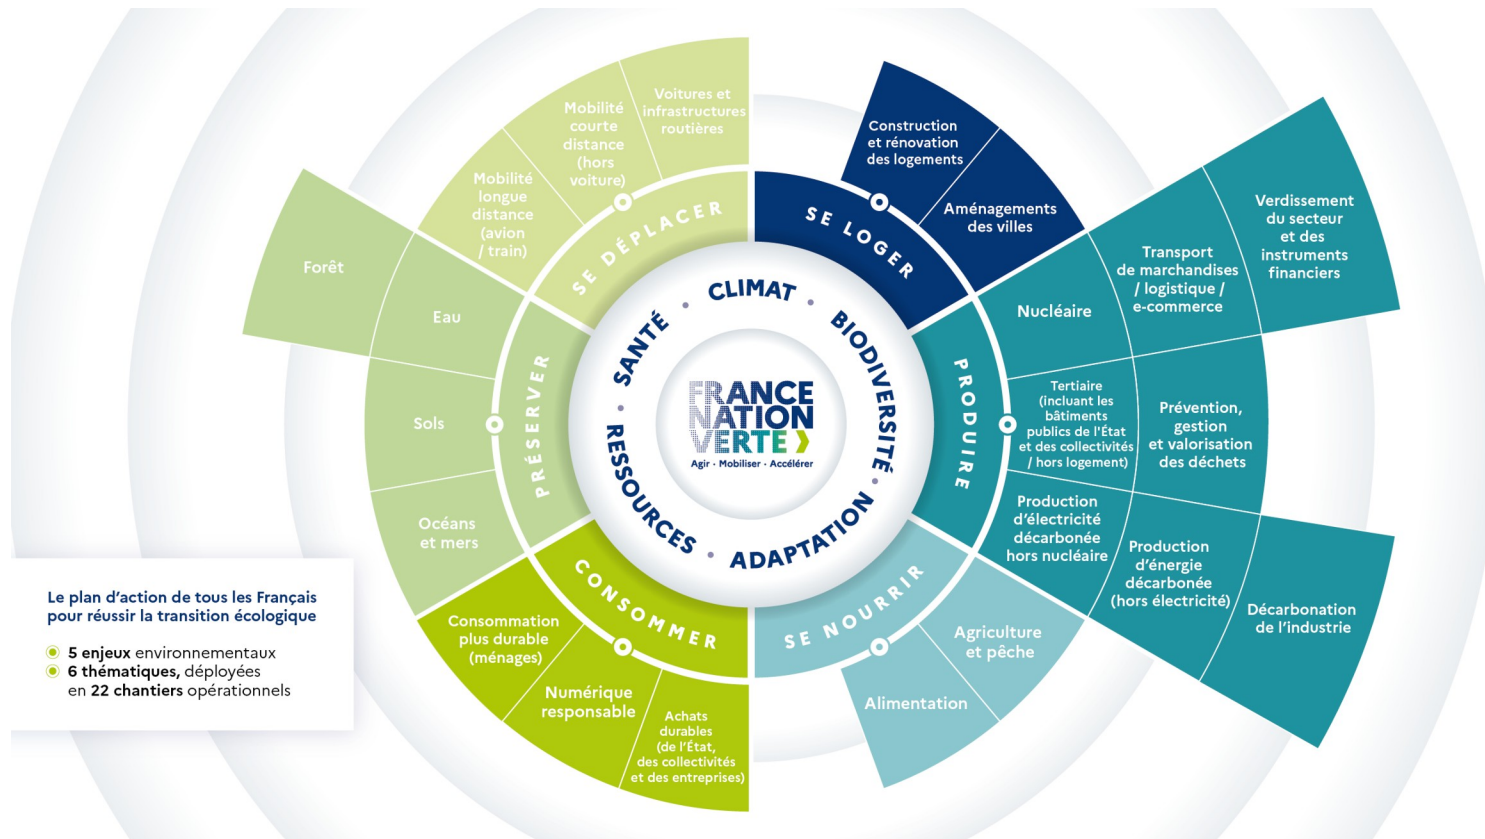 Voitures et
infrastructures
routières
Mobilité
courte
distance
(hors
voiture)
Mobilité
longue
distance
(avion
/ train)
SE DÉPLACER
Construction
et rénovation
des logements
Aménagements
des villes
SE LOGER
Nucléaire
Transport
de marchandises
/ logistique /
e-commerce
Verdissement
du secteur
et des
instruments
financiers
Tertiaire
(incluant les
bâtiments
publics de l'État
et des collectivités
/ hors logement)
Prévention,
gestion
et valorisation
des déchets
Production
d'électricité
décarbonée
hors nucléaire
Production
d'énergie
décarbonée
(hors électricité)
Décarbonation
de l'industrie
PRODUIRE
Agriculture
et pêche
Alimentation
SE NOURRIR
Achats
durables
(de l'État,
des collectivités
et des entreprises)
Numérique
responsable
Consommation
plus durable
(ménages)
CONSOMMER
Océans
et mers
Sols
Eau
Forêt
PRÉSERVER
CLIMAT · BIODIVERSITÉ · ADAPTATION · RESSOURCES · SANTÉ ·
FRANCE
NATION
VERTE
Agir · Mobiliser · Accélérer
Le plan d'action de tous les Français
pour réussir la transition écologique
5 enjeux environnementaux
6 thématiques, déployées
en 22 chantiers opérationnels